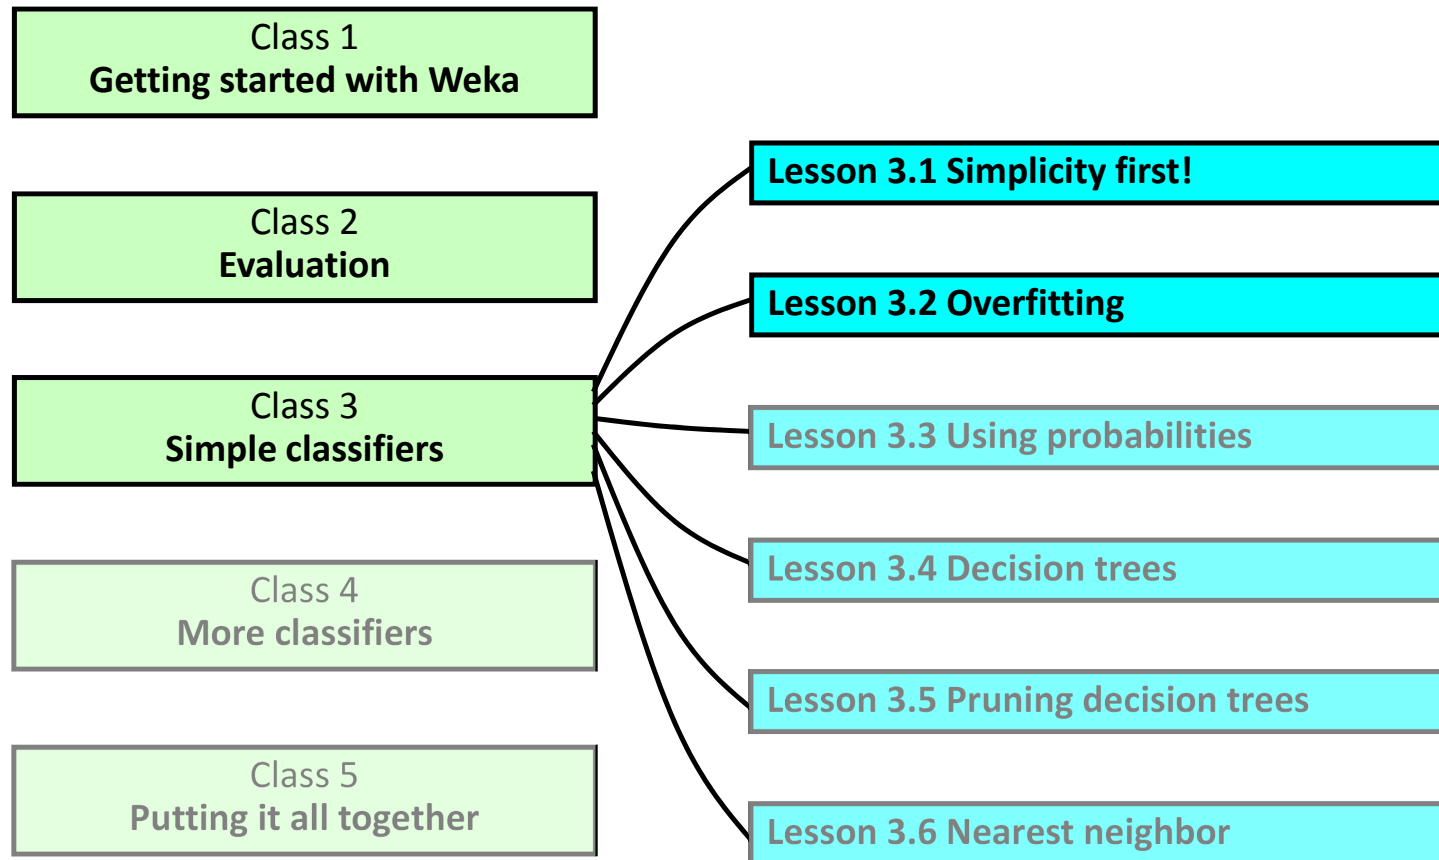 Class 1
Getting started with Weka
Class 2
Evaluation
Class 3
Simple classifiers
Class 4
More classifiers
Class 5
Putting it all together
Lesson 3.1 Simplicity first!
Lesson 3.2 Overfitting
Lesson 3.3 Using probabilities
Lesson 3.4 Decision trees
Lesson 3.5 Pruning decision trees
Lesson 3.6 Nearest neighbor